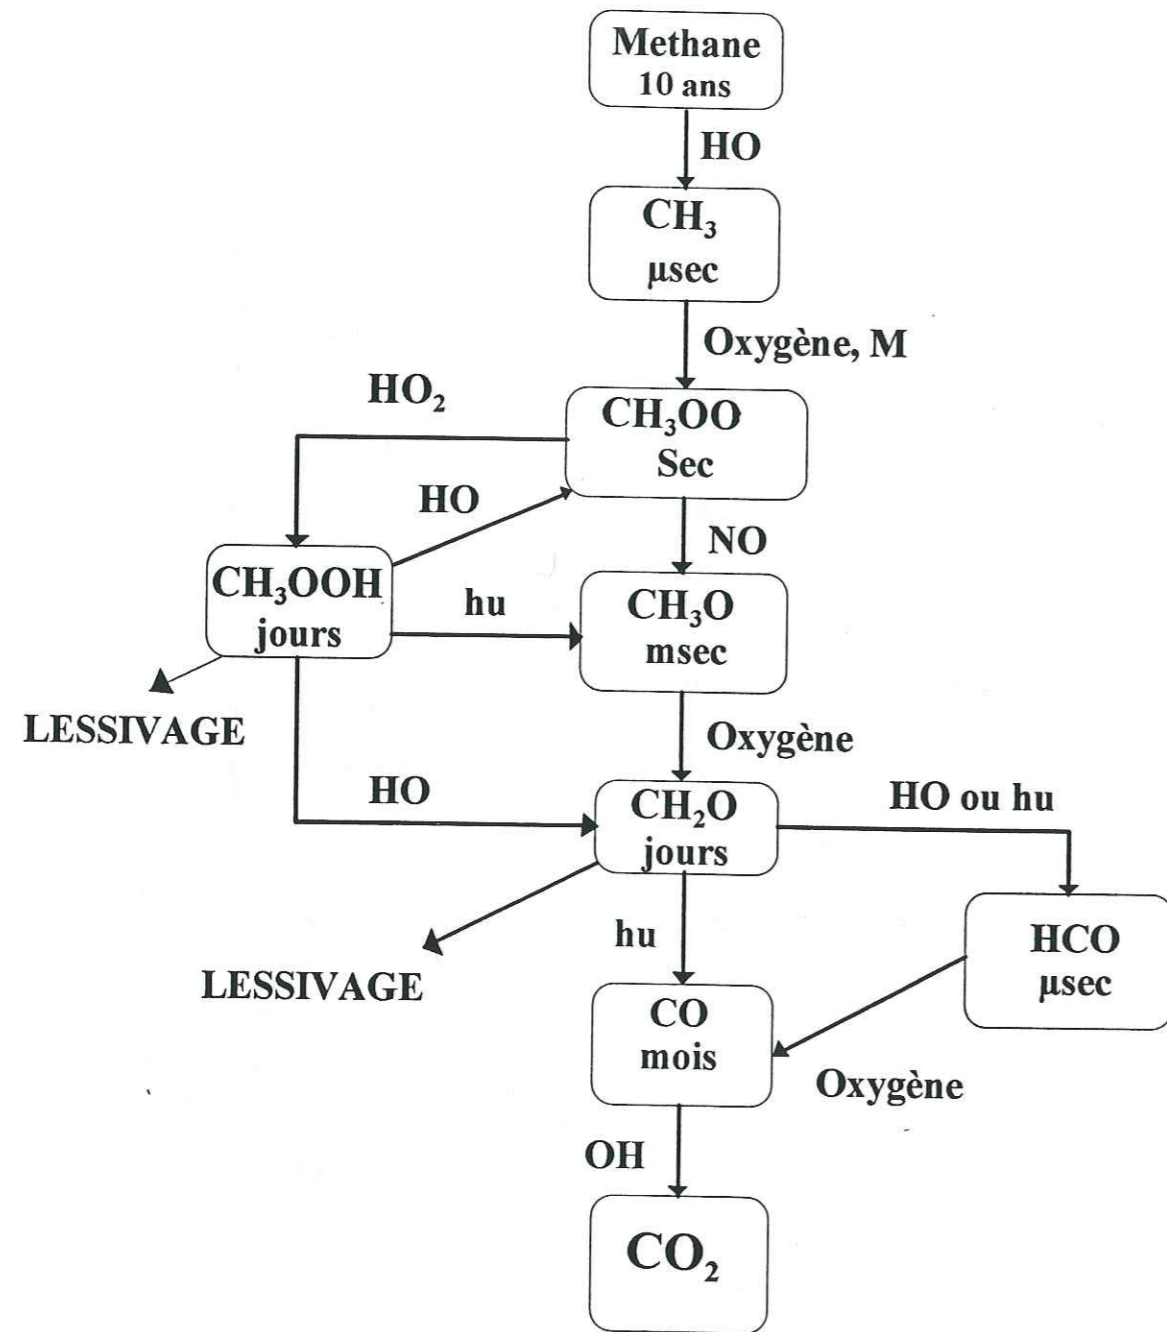 Methane
10 ans
HO
CH₃
µsec
Oxygène, M
HO₂
CH₃OO
Sec
HO
NO
CH₃OOH
jours
hu
CH₃O
msec
LESSIVAGE
Oxygène
HO
CH₂O
jours
HO ou hu
hu
LESSIVAGE
HCO
µsec
CO
mois
Oxygène
OH
CO₂